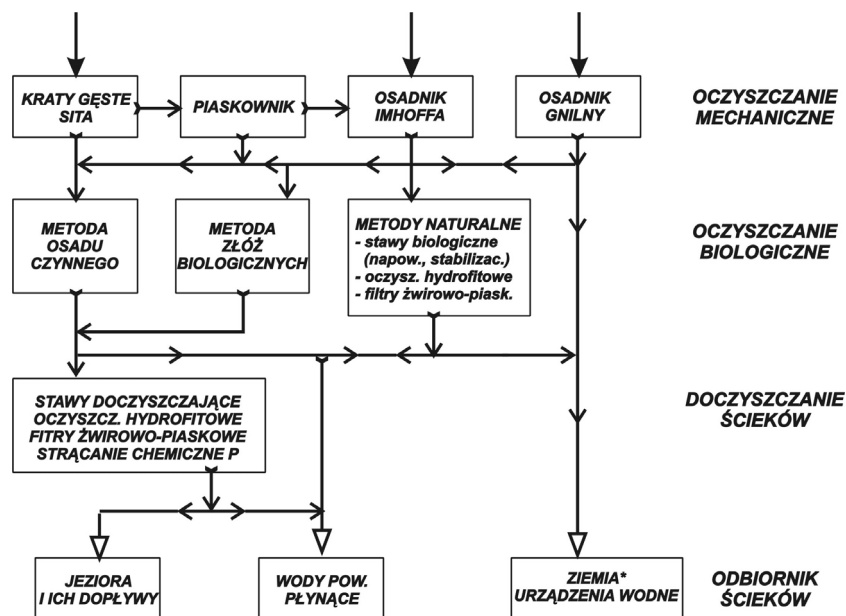 KRATY GĘSTE
SITA
PIASKOWNIK
OSADNIK
IMHOFFA
OSADNIK
GNILNY
OCZYSZCZANIE
MECHANICZNE
METODA
OSADU
CZYNNEGO
METODA
ZŁÓŻ
BIOLOGICZNYCH
METODY NATURALNE
- stawy biologiczne
(napow., stabilizac.)
- oczysz. hydrofitowe
- filtry żwirowo-piask.
OCZYSZCZANIE
BIOLOGICZNE
STAWY DOCZYSZCZAJĄCE
OCZYSZCZ. HYDROFITOWE
FITRY ŻWIROWO-PIASKOWE
STRĄCANIE CHEMICZNE P
DOCZYSZCZANIE
ŚCIEKÓW
JEZIORA
I ICH DOPŁYWY
WODY POW.
PŁYNĄCE
ZIEMIA*
URZĄDZENIA WODNE
ODBIORNIK
ŚCIEKÓW